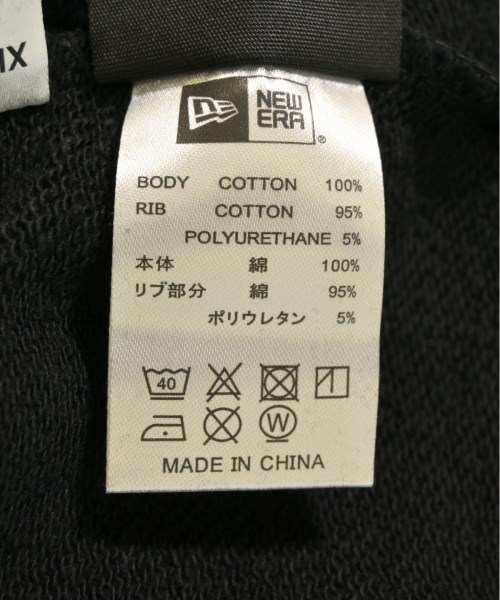 IX
NEW
ERA®
BODY COTTON 100%
RIB COTTON 95%
POLYURETHANE 5%
本体 綿 100%
リブ部分 綿 95%
ポリウレタン 5%
40
W
MADE IN CHINA